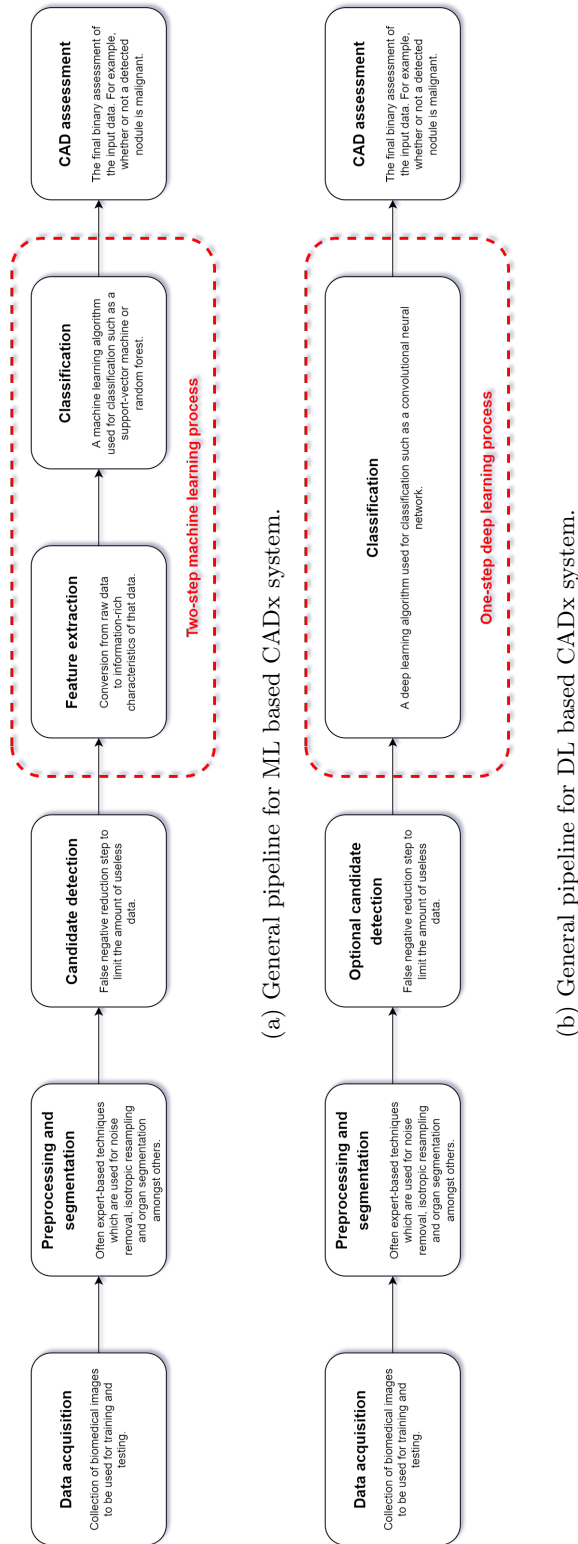 Data acquisition
Collection of biomedical images
to be used for training and
testing.
Preprocessing and
segmentation
Often expert-based techniques
which are used for noise
removal, isotropic resampling
and organ segmentation
amongst others.
Candidate detection
False negative reduction step to
limit the amount of useless
data.
Feature extraction
Conversion from raw data
to information-rich
characteristics of that data.
Classification
A machine learning algorithm
used for classification such as a
support-vector machine or
random forest.
Two-step machine learning process
CAD assessment
The final binary assessment of
the input data. For example,
whether or not a detected
nodule is malignant.
(a) General pipeline for ML based CADx system.
Data acquisition
Collection of biomedical images
to be used for training and
testing.
Preprocessing and
segmentation
Often expert-based techniques
which are used for noise
removal, isotropic resampling
and organ segmentation
amongst others.
Optional candidate
detection
False negative reduction step to
limit the amount of useless
data.
Classification
A deep learning algorithm used for classification such as a convolutional neural
network.
One-step deep learning process
CAD assessment
The final binary assessment of
the input data. For example,
whether or not a detected
nodule is malignant.
(b) General pipeline for DL based CADx system.